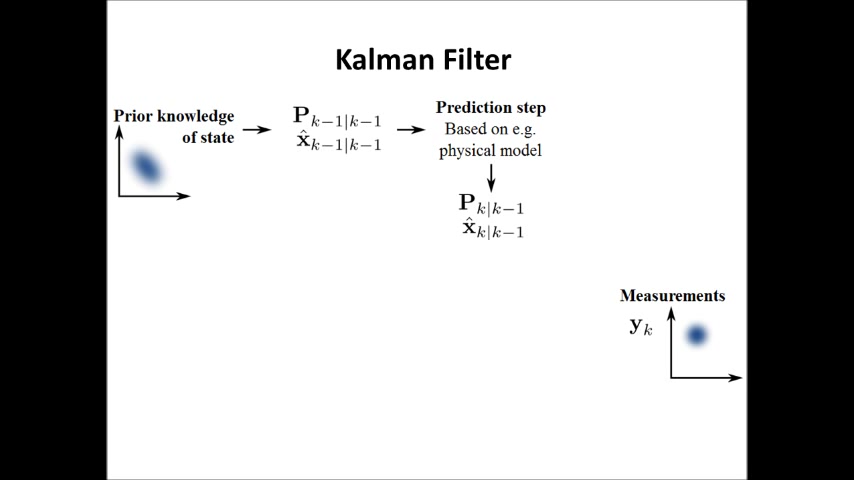 Kalman Filter
Prior knowledge
of state
P_{k-1|k-1}
x̂_{k-1|k-1}
Prediction step
Based on e.g.
physical model
P_{k|k-1}
x̂_{k|k-1}
Measurements
y_k